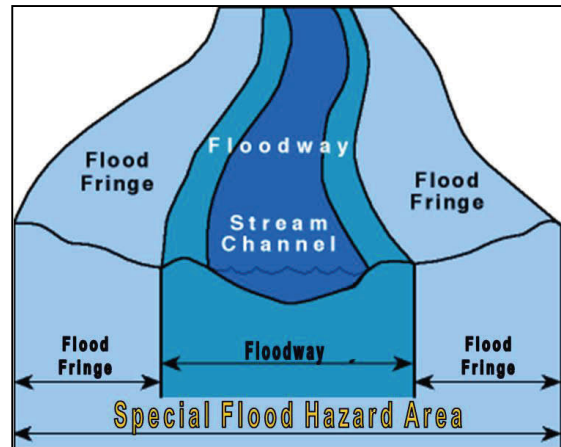 Floodway
Flood
Fringe
Flood
Fringe
Stream
Channel
Flood
Fringe
Floodway
Flood
Fringe
Special Flood Hazard Area